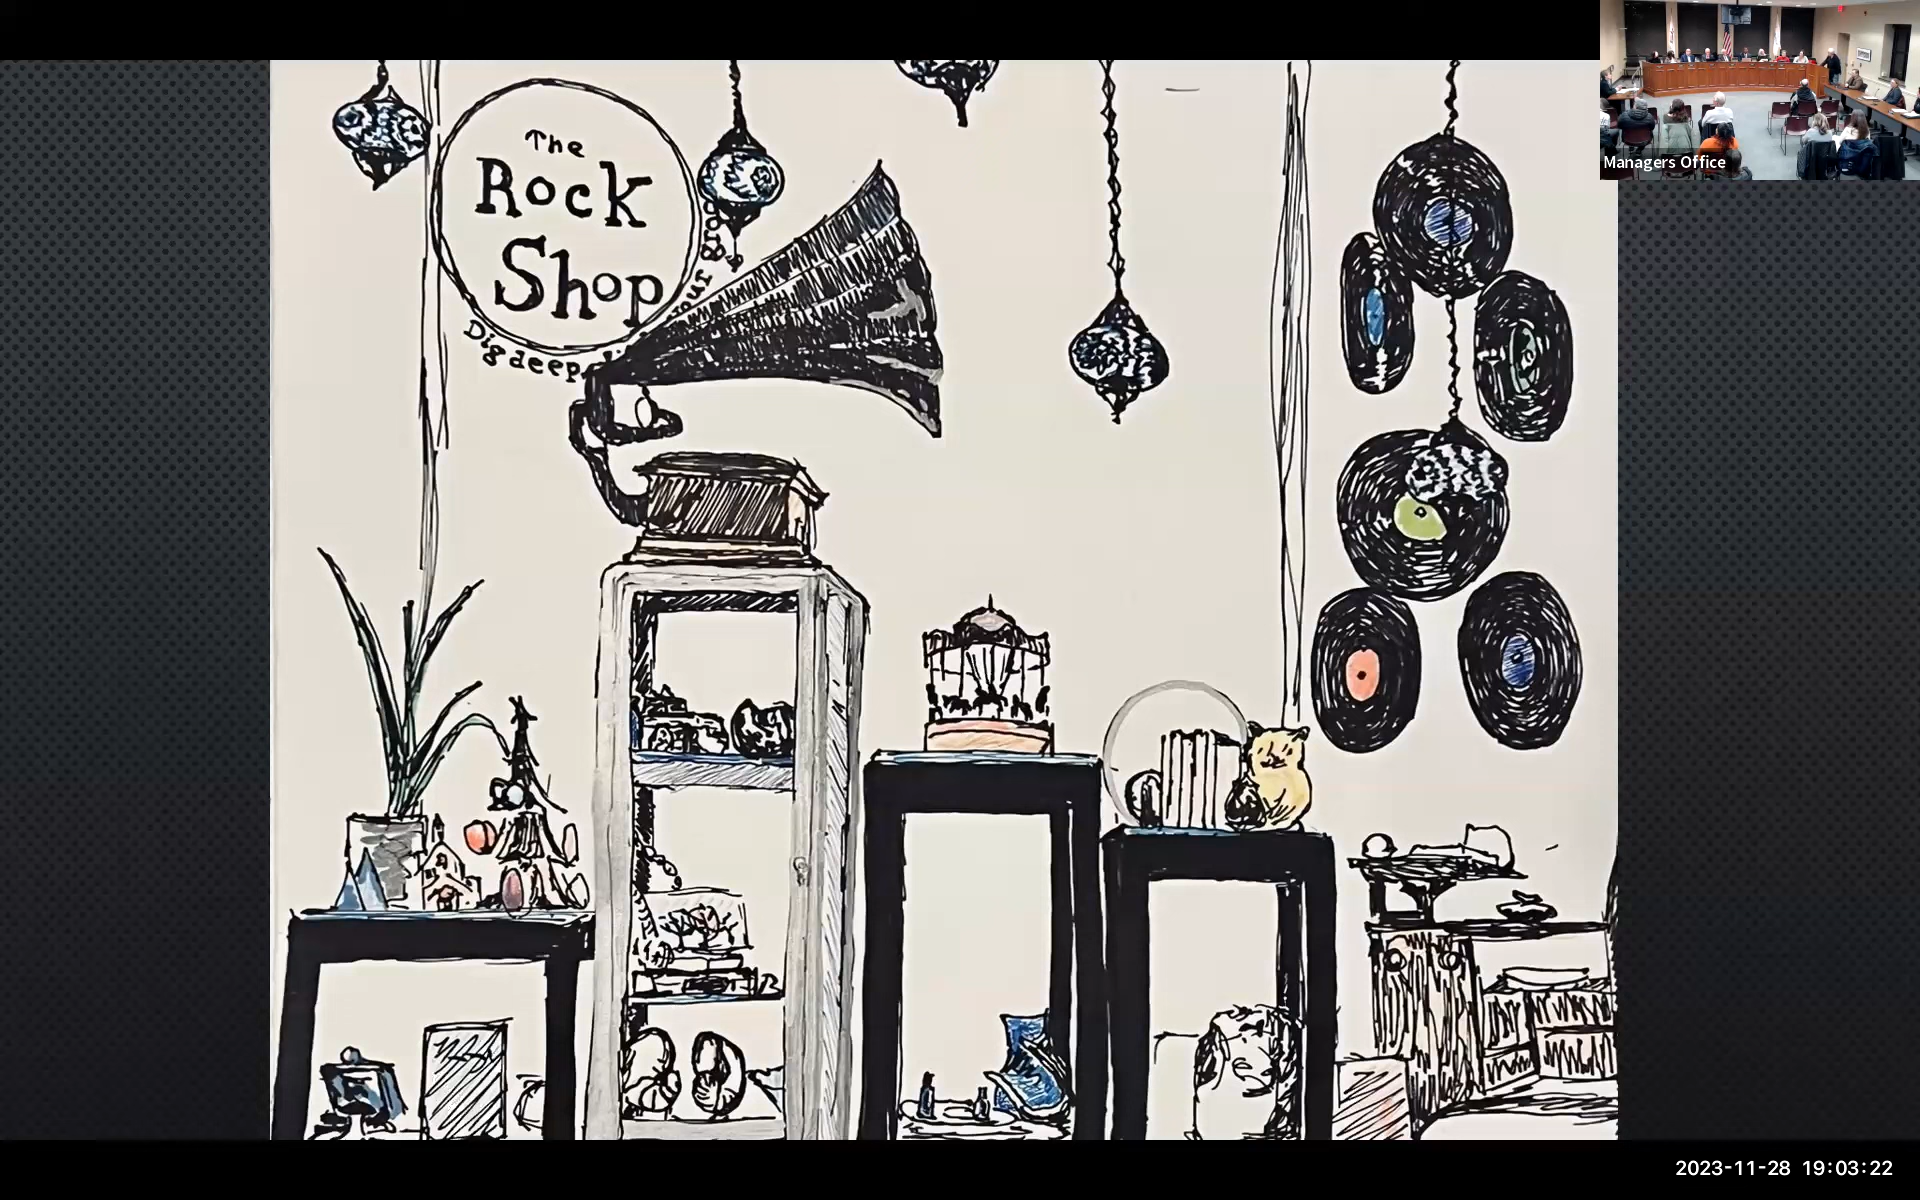 The
Rock
Shop
Dig deep
Managers Office
2023-11-28 19:03:22